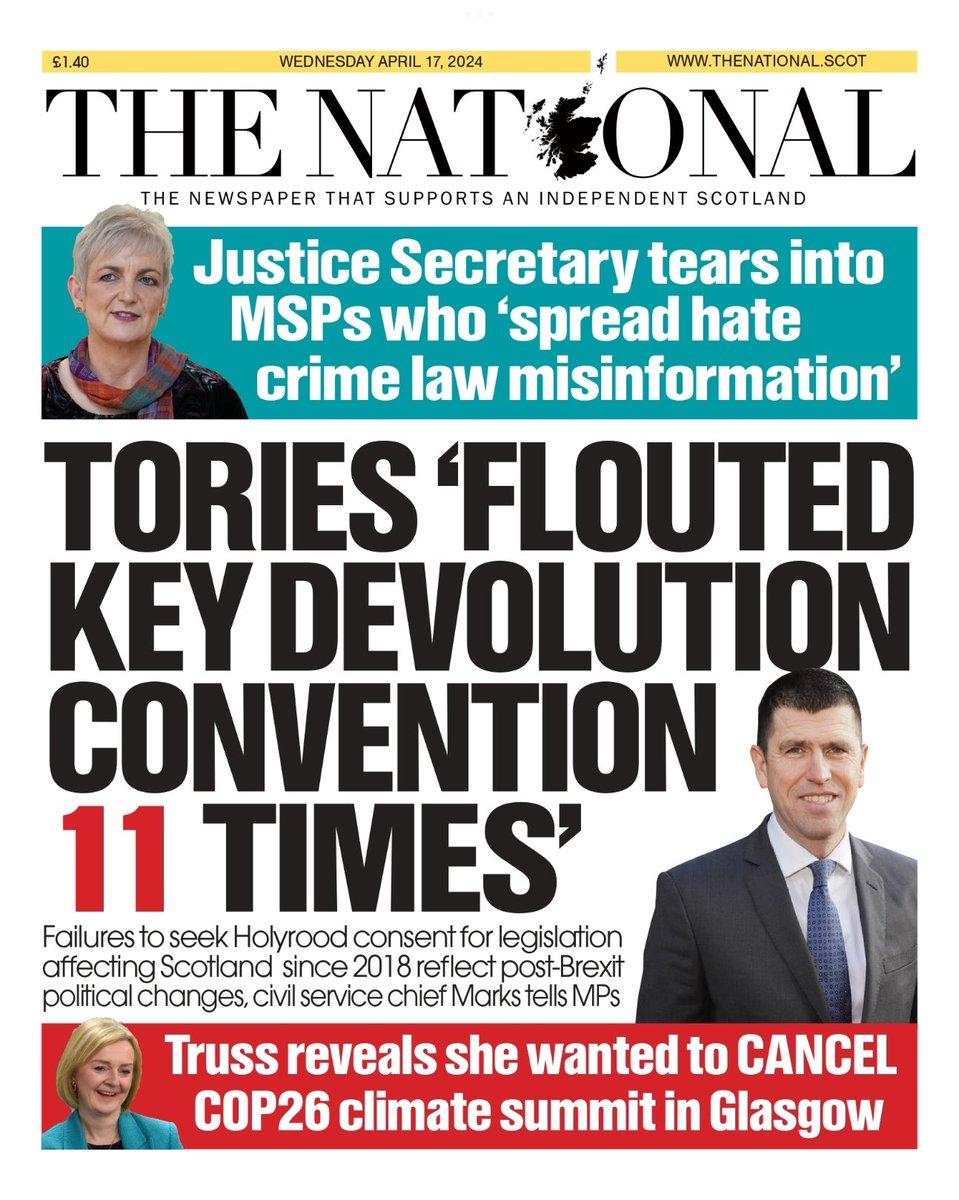 £1.40 WEDNESDAY APRIL 17, 2024 WWW.THENATIONAL.SCOT
THE NATIONAL
THE NEWSPAPER THAT SUPPORTS AN INDEPENDENT SCOTLAND
Justice Secretary tears into
MSPs who ‘spread hate
crime law misinformation’
TORIES ‘FLOUTED
KEY DEVOLUTION
CONVENTION
11 TIMES’
Failures to seek Holyrood consent for legislation
affecting Scotland since 2018 reflect post-Brexit
political changes, civil service chief Marks tells MPs
Truss reveals she wanted to CANCEL
COP26 climate summit in Glasgow